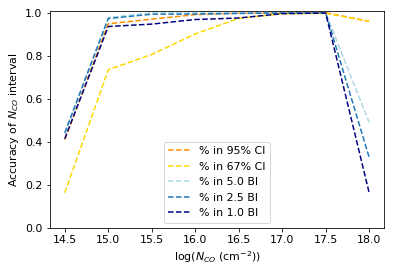 Accuracy of N_CO interval
1.0
0.8
0.6
0.4
0.2
0.0
% in 95% CI
% in 67% CI
% in 5.0 BI
% in 2.5 BI
% in 1.0 BI
14.5 15.0 15.5 16.0 16.5 17.0 17.5 18.0
log(N_CO (cm⁻²))